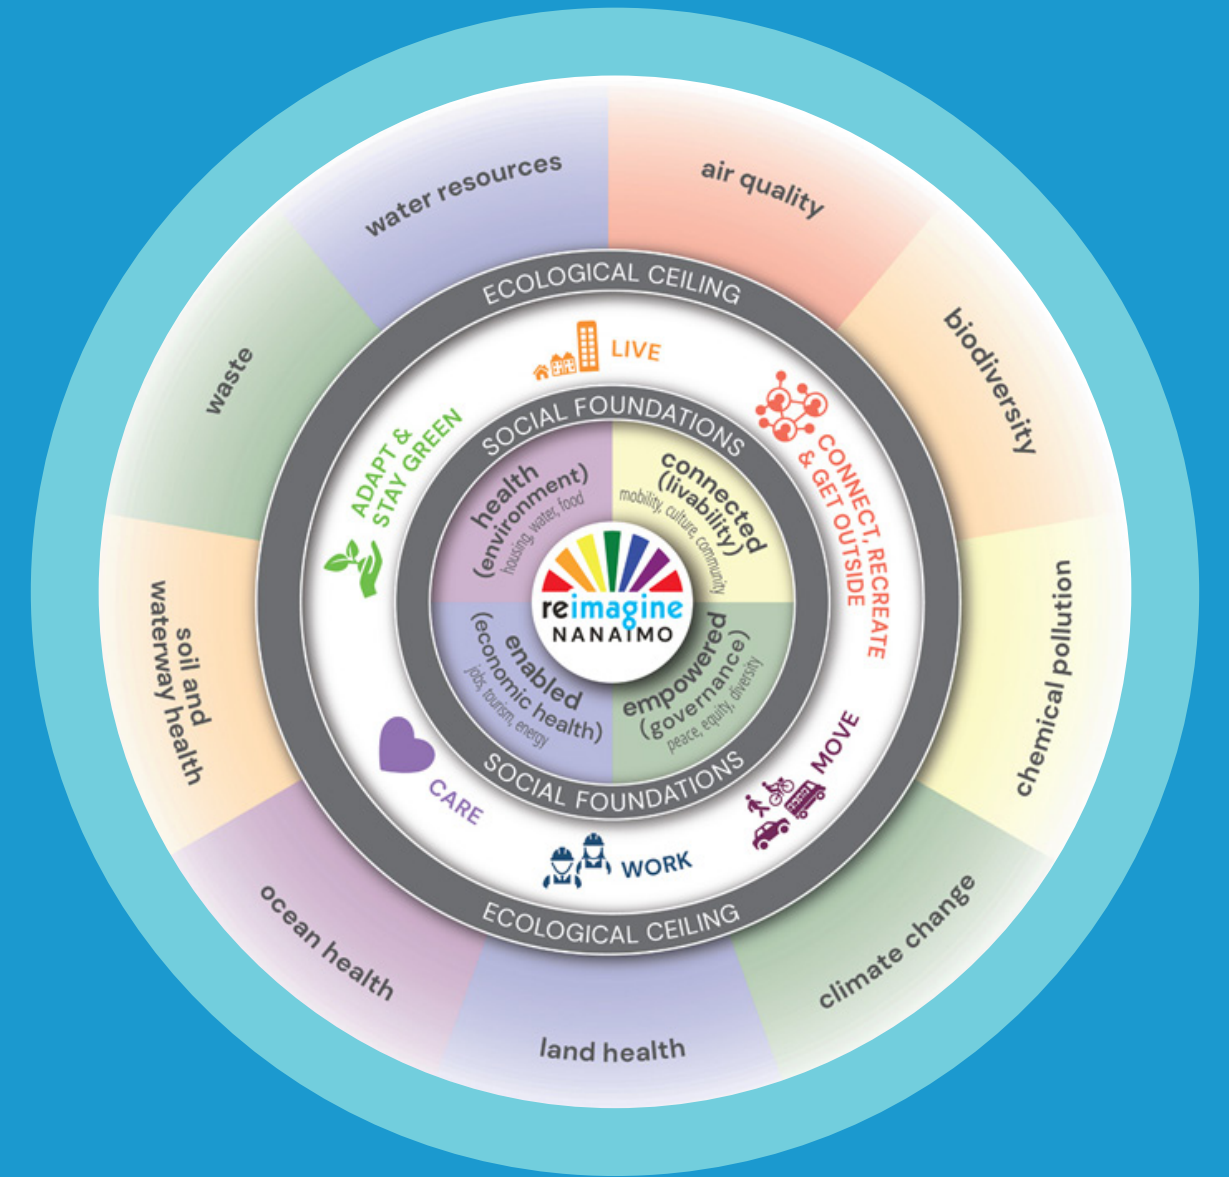 water resources
air quality
biodiversity
chemical pollution
climate change
land health
ocean health
soil and
waterway health
waste
ECOLOGICAL CEILING
LIVE
CONNECT, RECREATE
& GET OUTSIDE
MOVE
WORK
CARE
ADAPT &
STAY GREEN
SOCIAL FOUNDATIONS
health
(environment)
housing, water, food
connected
(livability)
mobility, culture, community
reimagine
NANAIMO
empowered
(governance)
peace, equity, diversity
enabled
(economic health)
jobs, tourism, energy
SOCIAL FOUNDATIONS
ECOLOGICAL CEILING